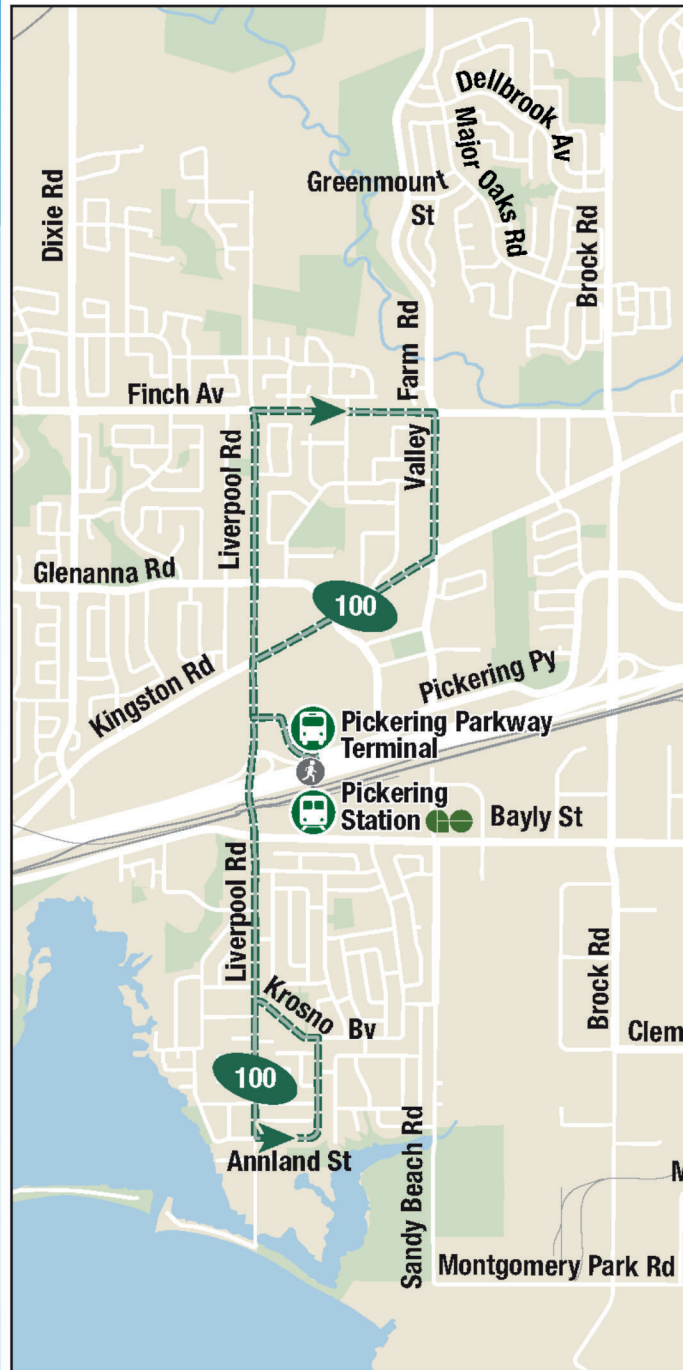 Dellbrook Av
Major Oaks Rd
Greenmount
St
Dixie Rd
Brock Rd
Valley Farm Rd
Finch Av
Liverpool Rd
Glenanna Rd
100
Kingston Rd
Pickering Py
Pickering Parkway
Terminal
Pickering
Station
Bayly St
Liverpool Rd
Brock Rd
Krosno Bv
Clem
100
Annland St
Sandy Beach Rd
M
Montgomery Park Rd